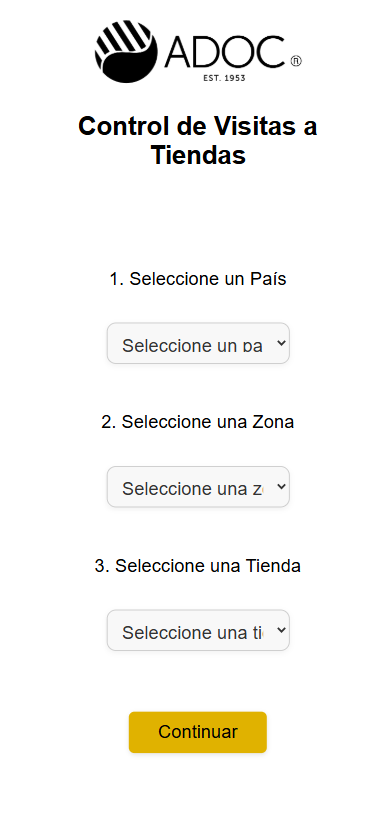 ADOC ®
EST. 1953
Control de Visitas a
Tiendas
1. Seleccione un País
Seleccione un pa
2. Seleccione una Zona
Seleccione una z
3. Seleccione una Tienda
Seleccione una ti
Continuar